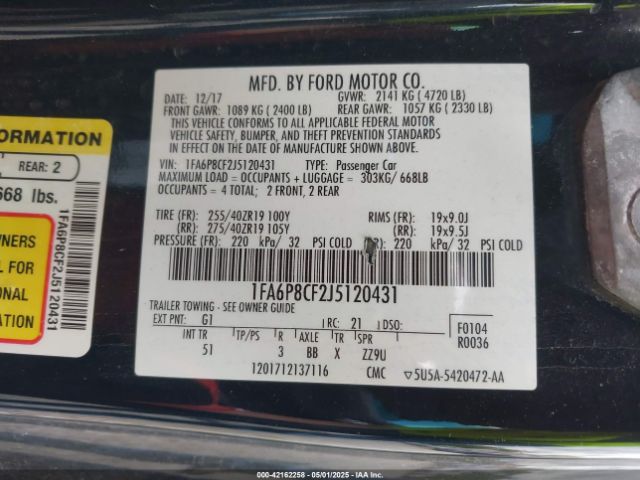 MFD. BY FORD MOTOR CO.
DATE: 12/17 GVWR: 2141 KG ( 4720 LB)
FRONT GAWR: 1089 KG ( 2400 LB) REAR GAWR: 1057 KG ( 2330 LB)
THIS VEHICLE CONFORMS TO ALL APPLICABLE FEDERAL MOTOR
VEHICLE SAFETY, BUMPER, AND THEFT PREVENTION STANDARDS
IN EFFECT ON THE DATE OF MANUFACTURE SHOWN ABOVE.
VIN: 1FA6P8CF2J5120431 TYPE: Passenger Car
MAXIMUM LOAD = OCCUPANTS + LUGGAGE = 303KG/ 668LB
OCCUPANTS = 4 TOTAL; 2 FRONT, 2 REAR
TIRE (FR): 255/40ZR19 100Y RIMS (FR): 19x9.0J
(RR): 275/40ZR19 105Y (RR): 19x9.5J
PRESSURE (FR): 220 kPa/ 32 PSI COLD (RR): 220 kPa/ 32 PSI COLD
1FA6P8CF2J5120431
TRAILER TOWING - SEE OWNER GUIDE
EXT PNT: G1 RC: 21 DSO: F0104
INT TR TP/PS R AXLE TR SPR R0036
51 3 BB X ZZ9U
1201712137116 CMC 5U5A-5420472-AA
FORMATION
REAR: 2
668 lbs.
WNERS
L FOR
ONAL
ION
1FA6P8CF2J5120431
000-42162258 - 05/01/2025 - IAA, Inc.